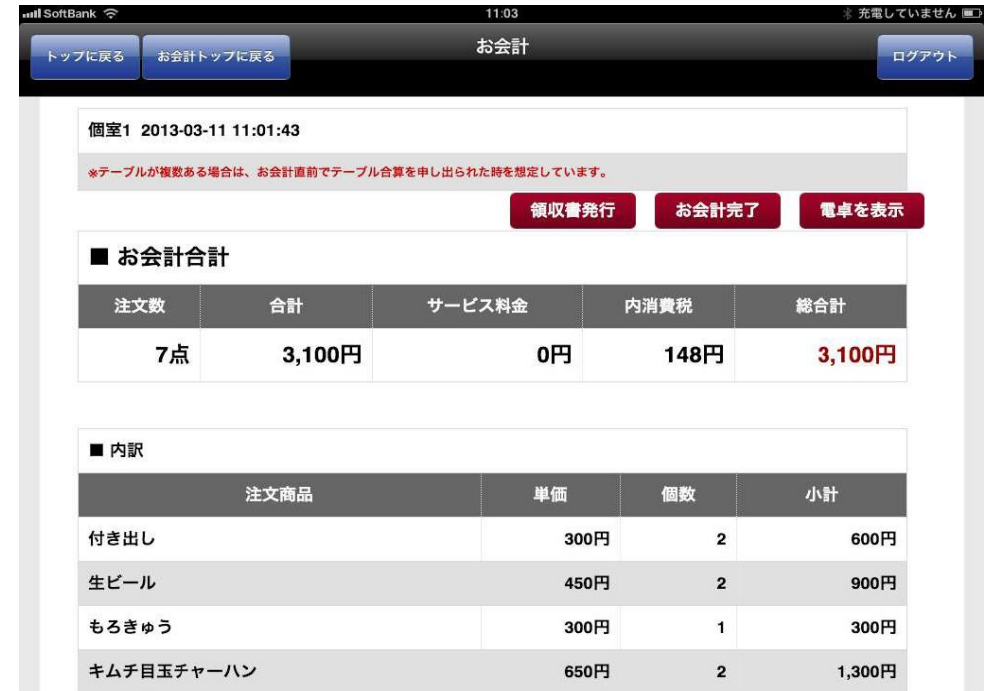 SoftBank 11:03 充電していません
トップに戻る お会計トップに戻る お会計 ログアウト
個室1 2013-03-11 11:01:43
※テーブルが複数ある場合は、お会計直前でテーブル合算を申し出られた時を想定しています。
領収書発行 お会計完了 電卓を表示
■ お会計合計
注文数 合計 サービス料金 内消費税 総合計
7点 3,100円 0円 148円 3,100円
■ 内訳
注文商品 単価 個数 小計
付き出し 300円 2 600円
生ビール 450円 2 900円
もろきゅう 300円 1 300円
キムチ目玉チャーハン 650円 2 1,300円